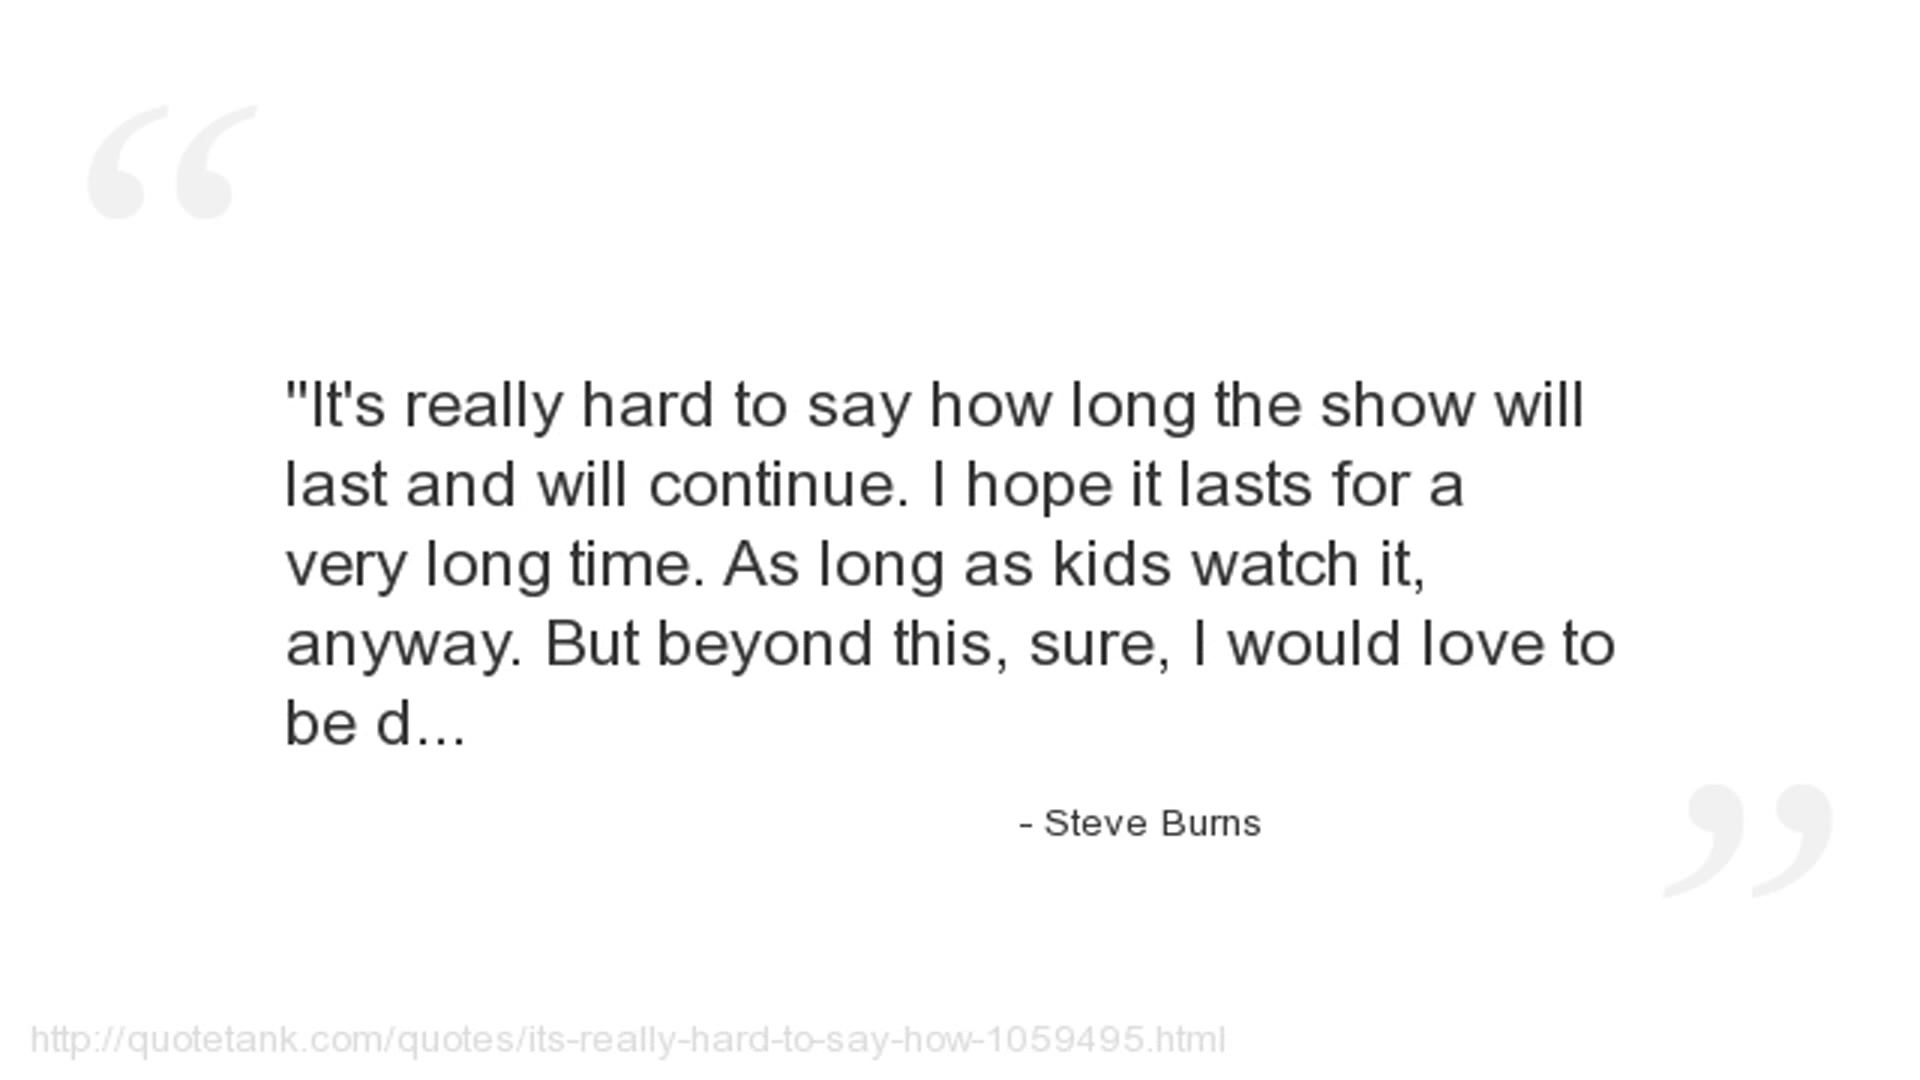 "It's really hard to say how long the show will
last and will continue. I hope it lasts for a
very long time. As long as kids watch it,
anyway. But beyond this, sure, I would love to
be d...
- Steve Burns
http://quotetank.com/quotes/its-really-hard-to-say-how-1059495.html